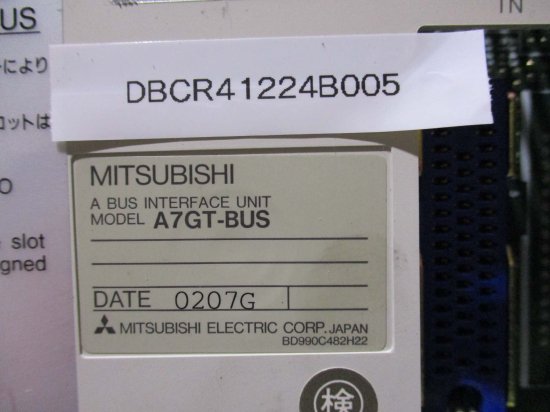 US
IN
により
DBCR41224B005
ットは
MITSUBISHI
A BUS INTERFACE UNIT
MODEL A7GT-BUS
O
slot
gned
DATE 0207G
MITSUBISHI ELECTRIC CORP. JAPAN
BD990C482H22
検